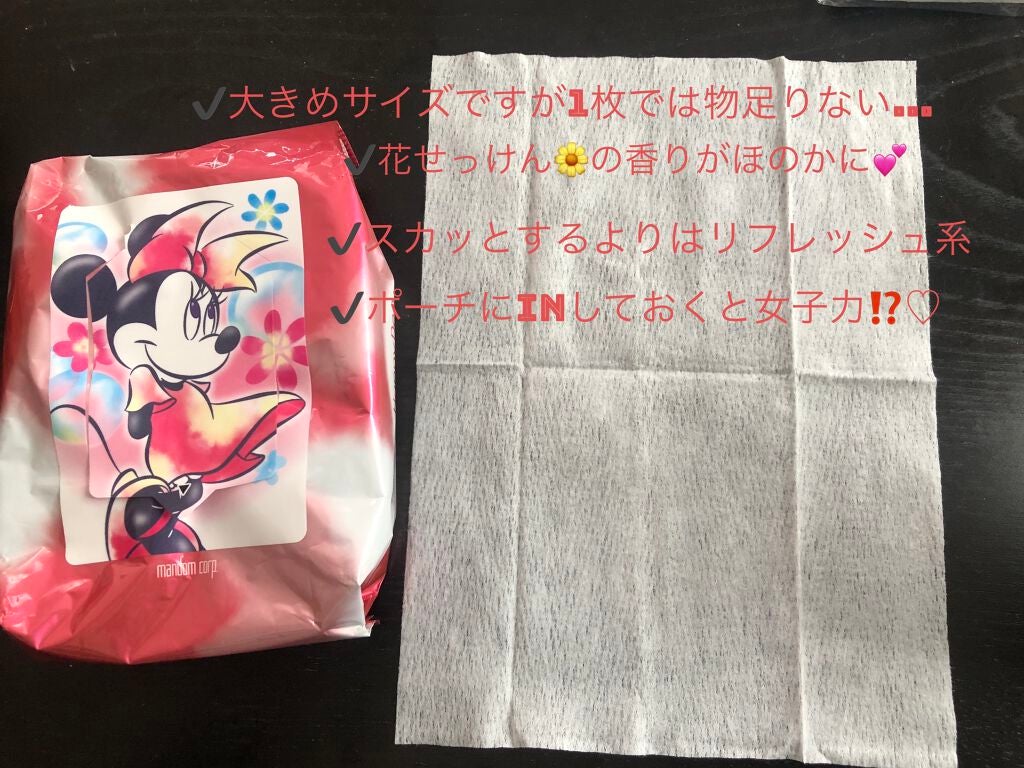 ✔大きめサイズですが1枚では物足りない...
✔花せっけん🌼の香りがほのかに💕
✔スカッとするよりはリフレッシュ系
✔ポーチにINしておくと女子力⁉️♡
mandom corp.